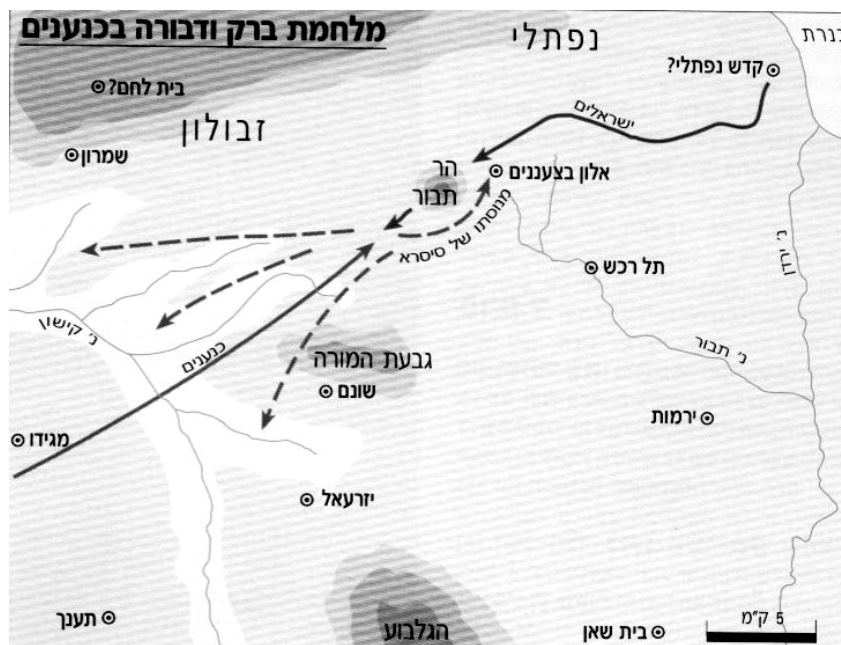 מלחמת ברק ודבורה בכנענים
נפתלי
כנרת
קדש נפתלי?
בית לחם?
ישראלים
זבולון
שמרון
הר
תבור
אלון בצעננים
מנוסתו של סיסרא
תל רכש
נ' ירדן
נ' קישון
כנענים
גבעת המורה
נ' תבור
שונם
ירמות
מגידו
יזרעאל
5 ק"מ
תענך
הגלבוע
בית שאן